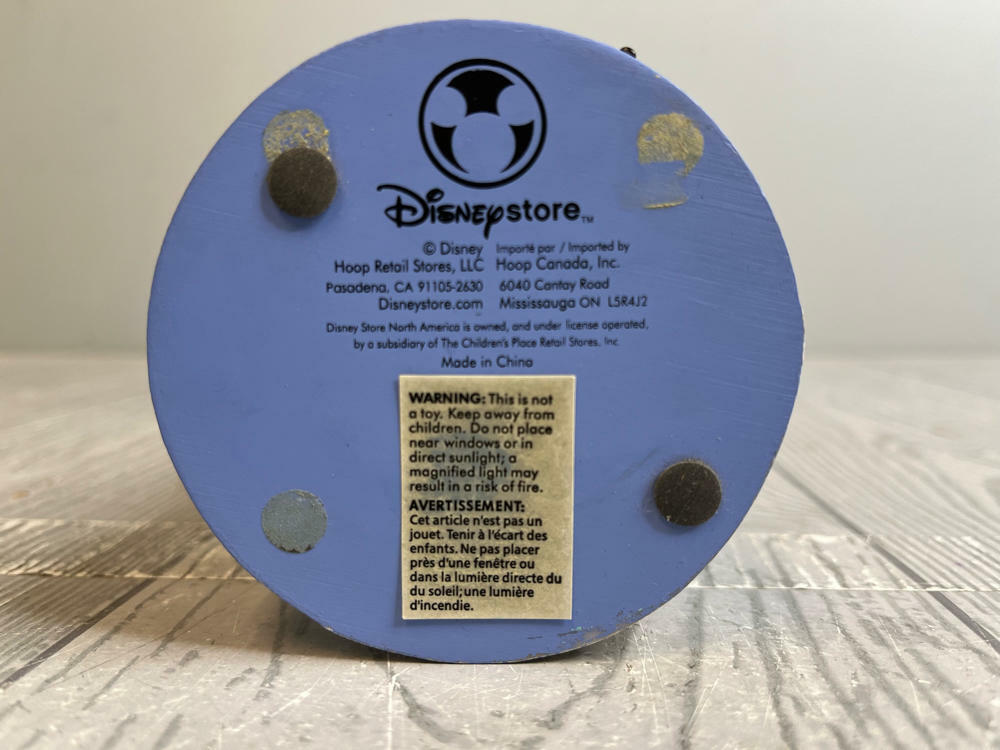 Disney store™
© Disney
Hoop Retail Stores, LLC
Pasadena, CA 91105-2630
Disneystore.com
Importé par / Imported by
Hoop Canada, Inc.
6040 Cantay Road
Mississauga ON L5R4J2
Disney Store North America is owned, and under license operated,
by a subsidiary of The Children's Place Retail Stores, Inc.
Made in China
WARNING: This is not
a toy. Keep away from
children. Do not place
near windows or in
direct sunlight; a
magnified light may
result in a risk of fire.
AVERTISSEMENT:
Cet article n'est pas un
jouet. Tenir à l'écart des
enfants. Ne pas placer
près d'une fenêtre ou
dans la lumière directe du
du soleil; une lumière
d'incendie.